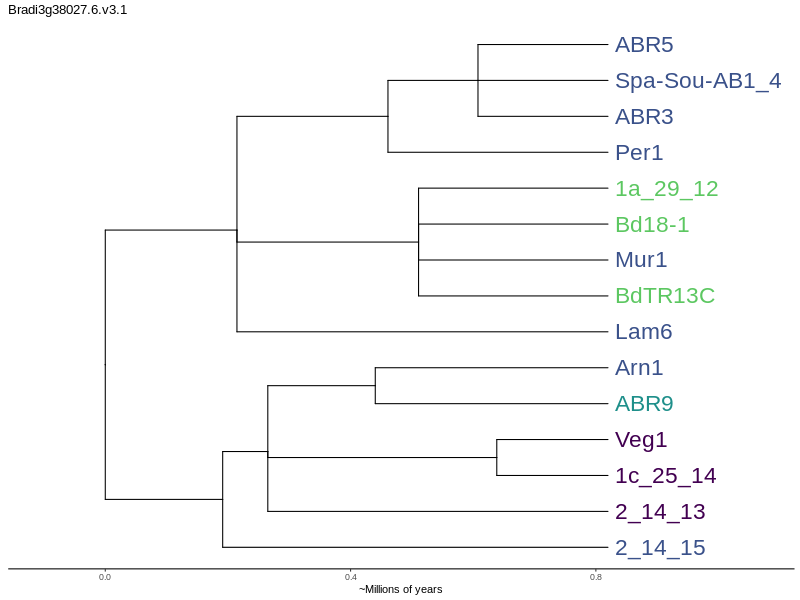 Bradi3g38027.6.v3.1
ABR5
Spa-Sou-AB1_4
ABR3
Per1
1a_29_12
Bd18-1
Mur1
BdTR13C
Lam6
Arn1
ABR9
Veg1
1c_25_14
2_14_13
2_14_15
0.0 0.4 0.8
~Millions of years